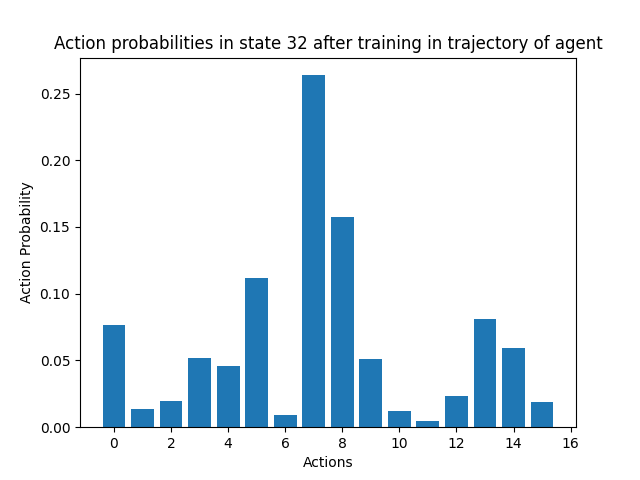 Action probabilities in state 32 after training in trajectory of agent
0.25
0.20
0.15
0.10
0.05
0.00
Action Probability
0 2 4 6 8 10 12 14 16
Actions